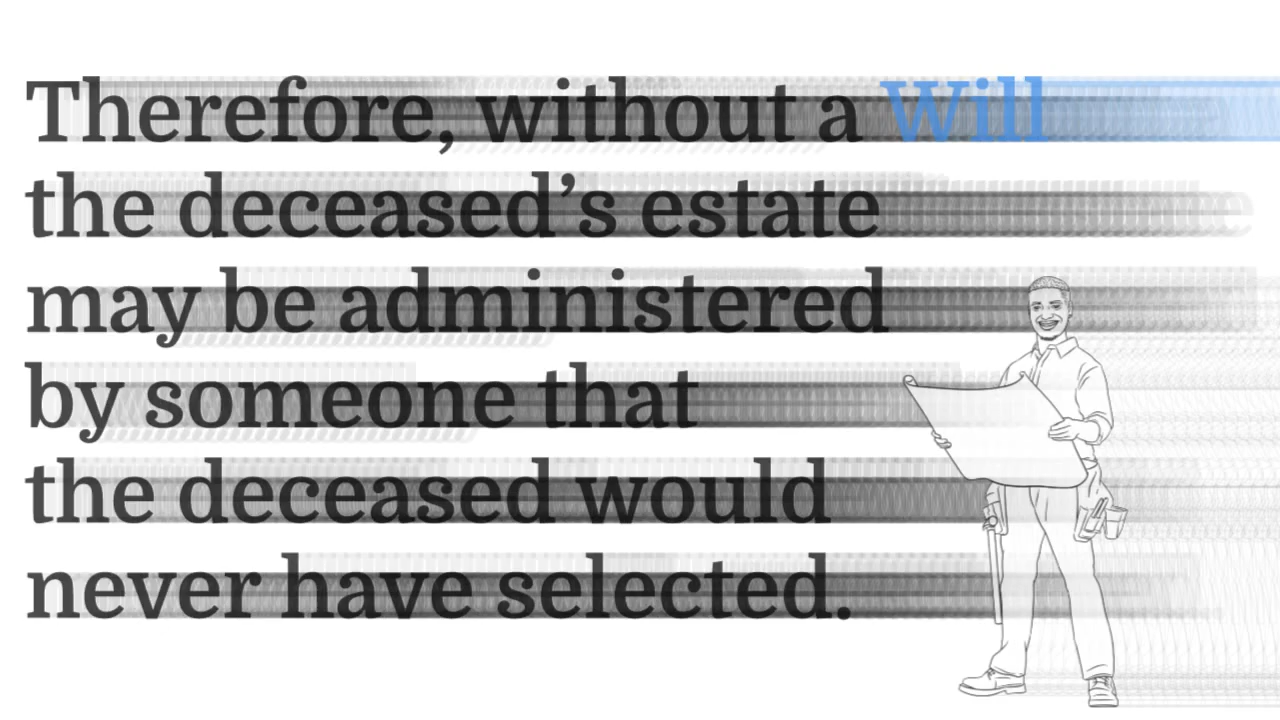 Therefore, without a Will
the deceased’s estate
may be administered
by someone that
the deceased would
never have selected.